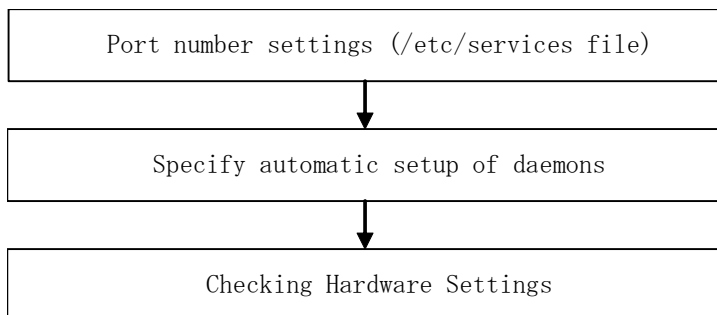 Port number settings (/etc/services file)
Specify automatic setup of daemons
Checking Hardware Settings